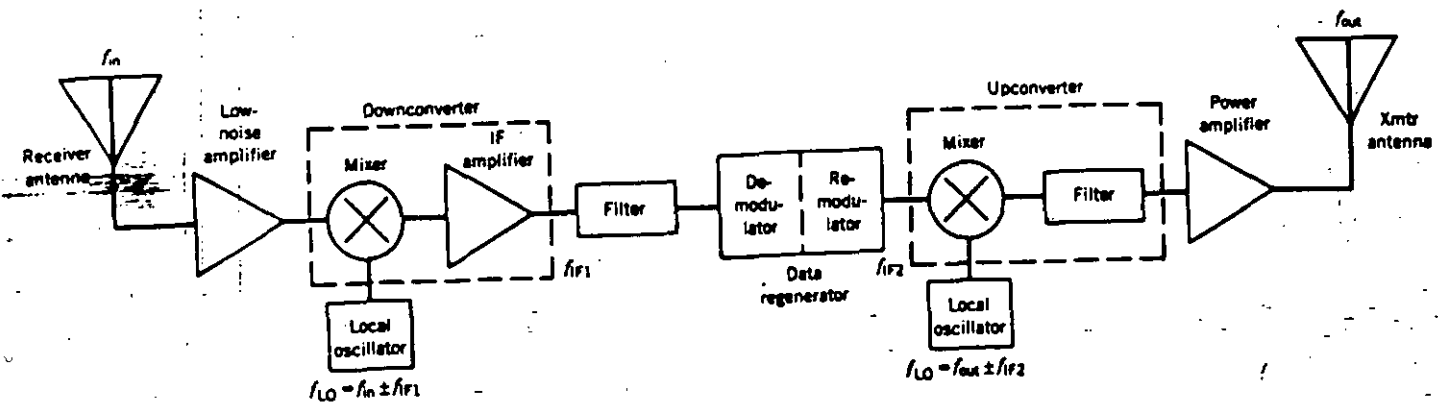 f_in
Receiver
antenna
Low-
noise
amplifier
Downconverter
Mixer
IF
amplifier
f_IF1
Local
oscillator
f_LO = f_in ± f_IF1
Filter
De-
modu-
lator
Re-
modu-
lator
Data
regenerator
f_IF2
Upconverter
Mixer
Filter
Local
oscillator
f_LO = f_out ± f_IF2
Power
amplifier
f_out
Xmtr
antenna